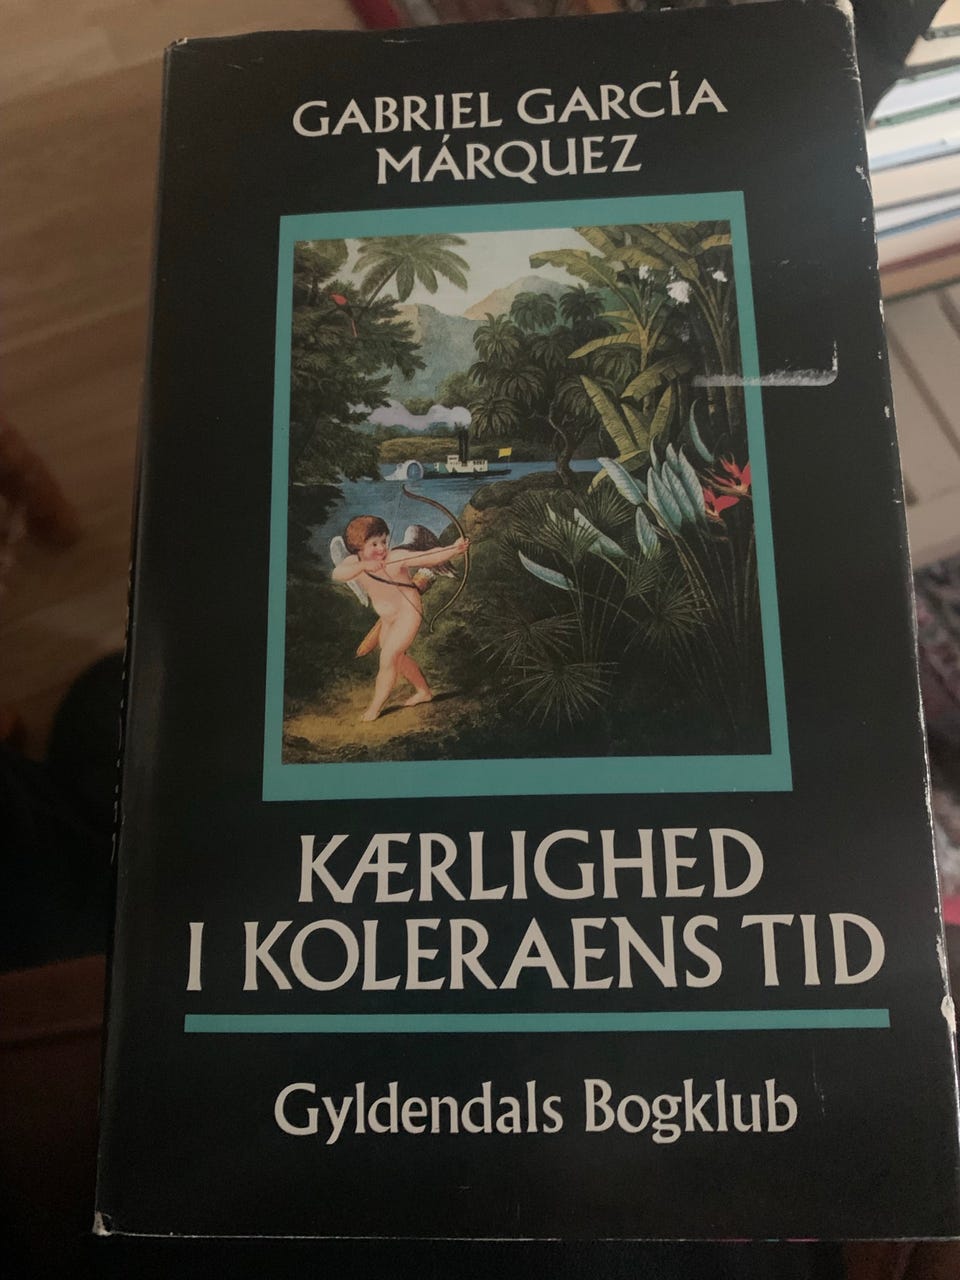 GABRIEL GARCÍA
MÁRQUEZ
KÆRLIGHED
I KOLERAENS TID
Gyldendals Bogklub